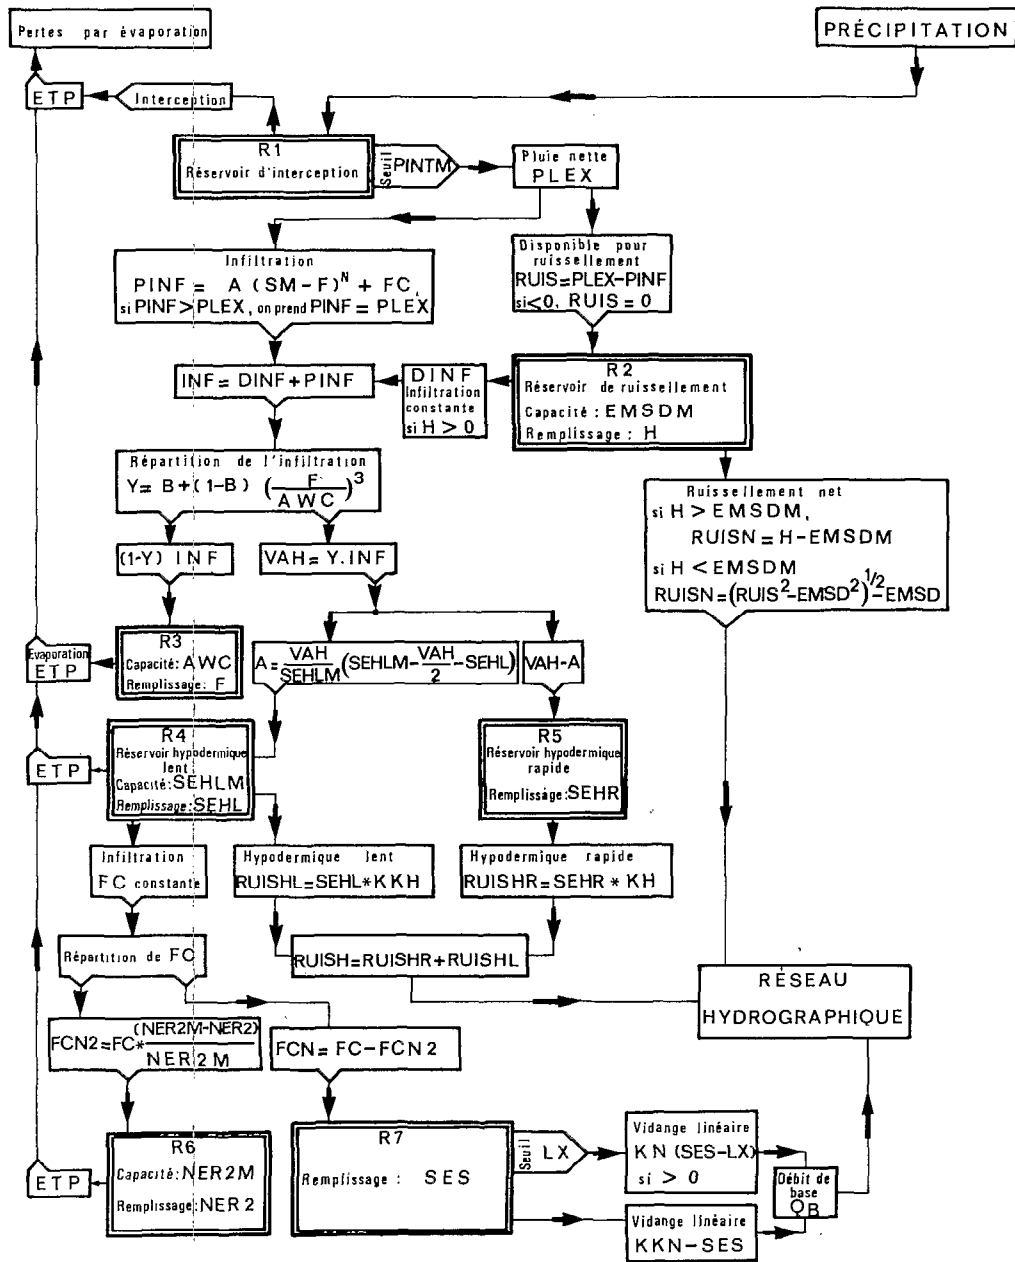 Pertes par évaporation
PRÉCIPITATION
ETP
Interception
R1
Réservoir d'interception
Seuil
PINTM
Pluie nette
PLEX
Infiltration
PINF = A (SM-F)^N + FC,
si PINF > PLEX, on prend PINF = PLEX
Disponible pour
ruissellement
RUIS=PLEX-PINF
si<0, RUIS = 0
INF = DINF + PINF
DINF
Infiltration
constante
si H > 0
R2
Réservoir de ruissellement
Capacité : EMSDM
Remplissage : H
Répartition de l'infiltration
Y= B+(1-B) (F/AWC)^3
Ruissellement net
si H > EMSDM,
RUISN = H-EMSDM
si H < EMSDM
RUISN=(RUIS^2-EMSD^2)^1/2-EMSD
(1-Y) INF
VAH= Y.INF
R3
Capacité: AWC
Remplissage: F
Evaporation
ETP
A=VAH/SEHLM(SEHLM-VAH/2-SEHL)
VAH-A
R4
Réservoir hypodermique
lent
Capacité:SEHLM
Remplissage:SEHL
ETP
R5
Réservoir hypodermique
rapide
Remplissage:SEHR
Infiltration
FC constante
Hypodermique lent
RUISHL=SEHL*KKH
Hypodermique rapide
RUISHR=SEHR * KH
Répartition de FC
RUISH=RUISHR+RUISHL
RÉSEAU
HYDROGRAPHIQUE
FCN2=FC*(NER2M-NER2)/NER2M
FCN= FC-FCN2
R6
Capacité:NER2M
Remplissage:NER2
ETP
R7
Remplissage : SES
Seuil
LX
Vidange linéaire
KN (SES-LX)
si > 0
Débit de
base
QB
Vidange linéaire
KKN-SES